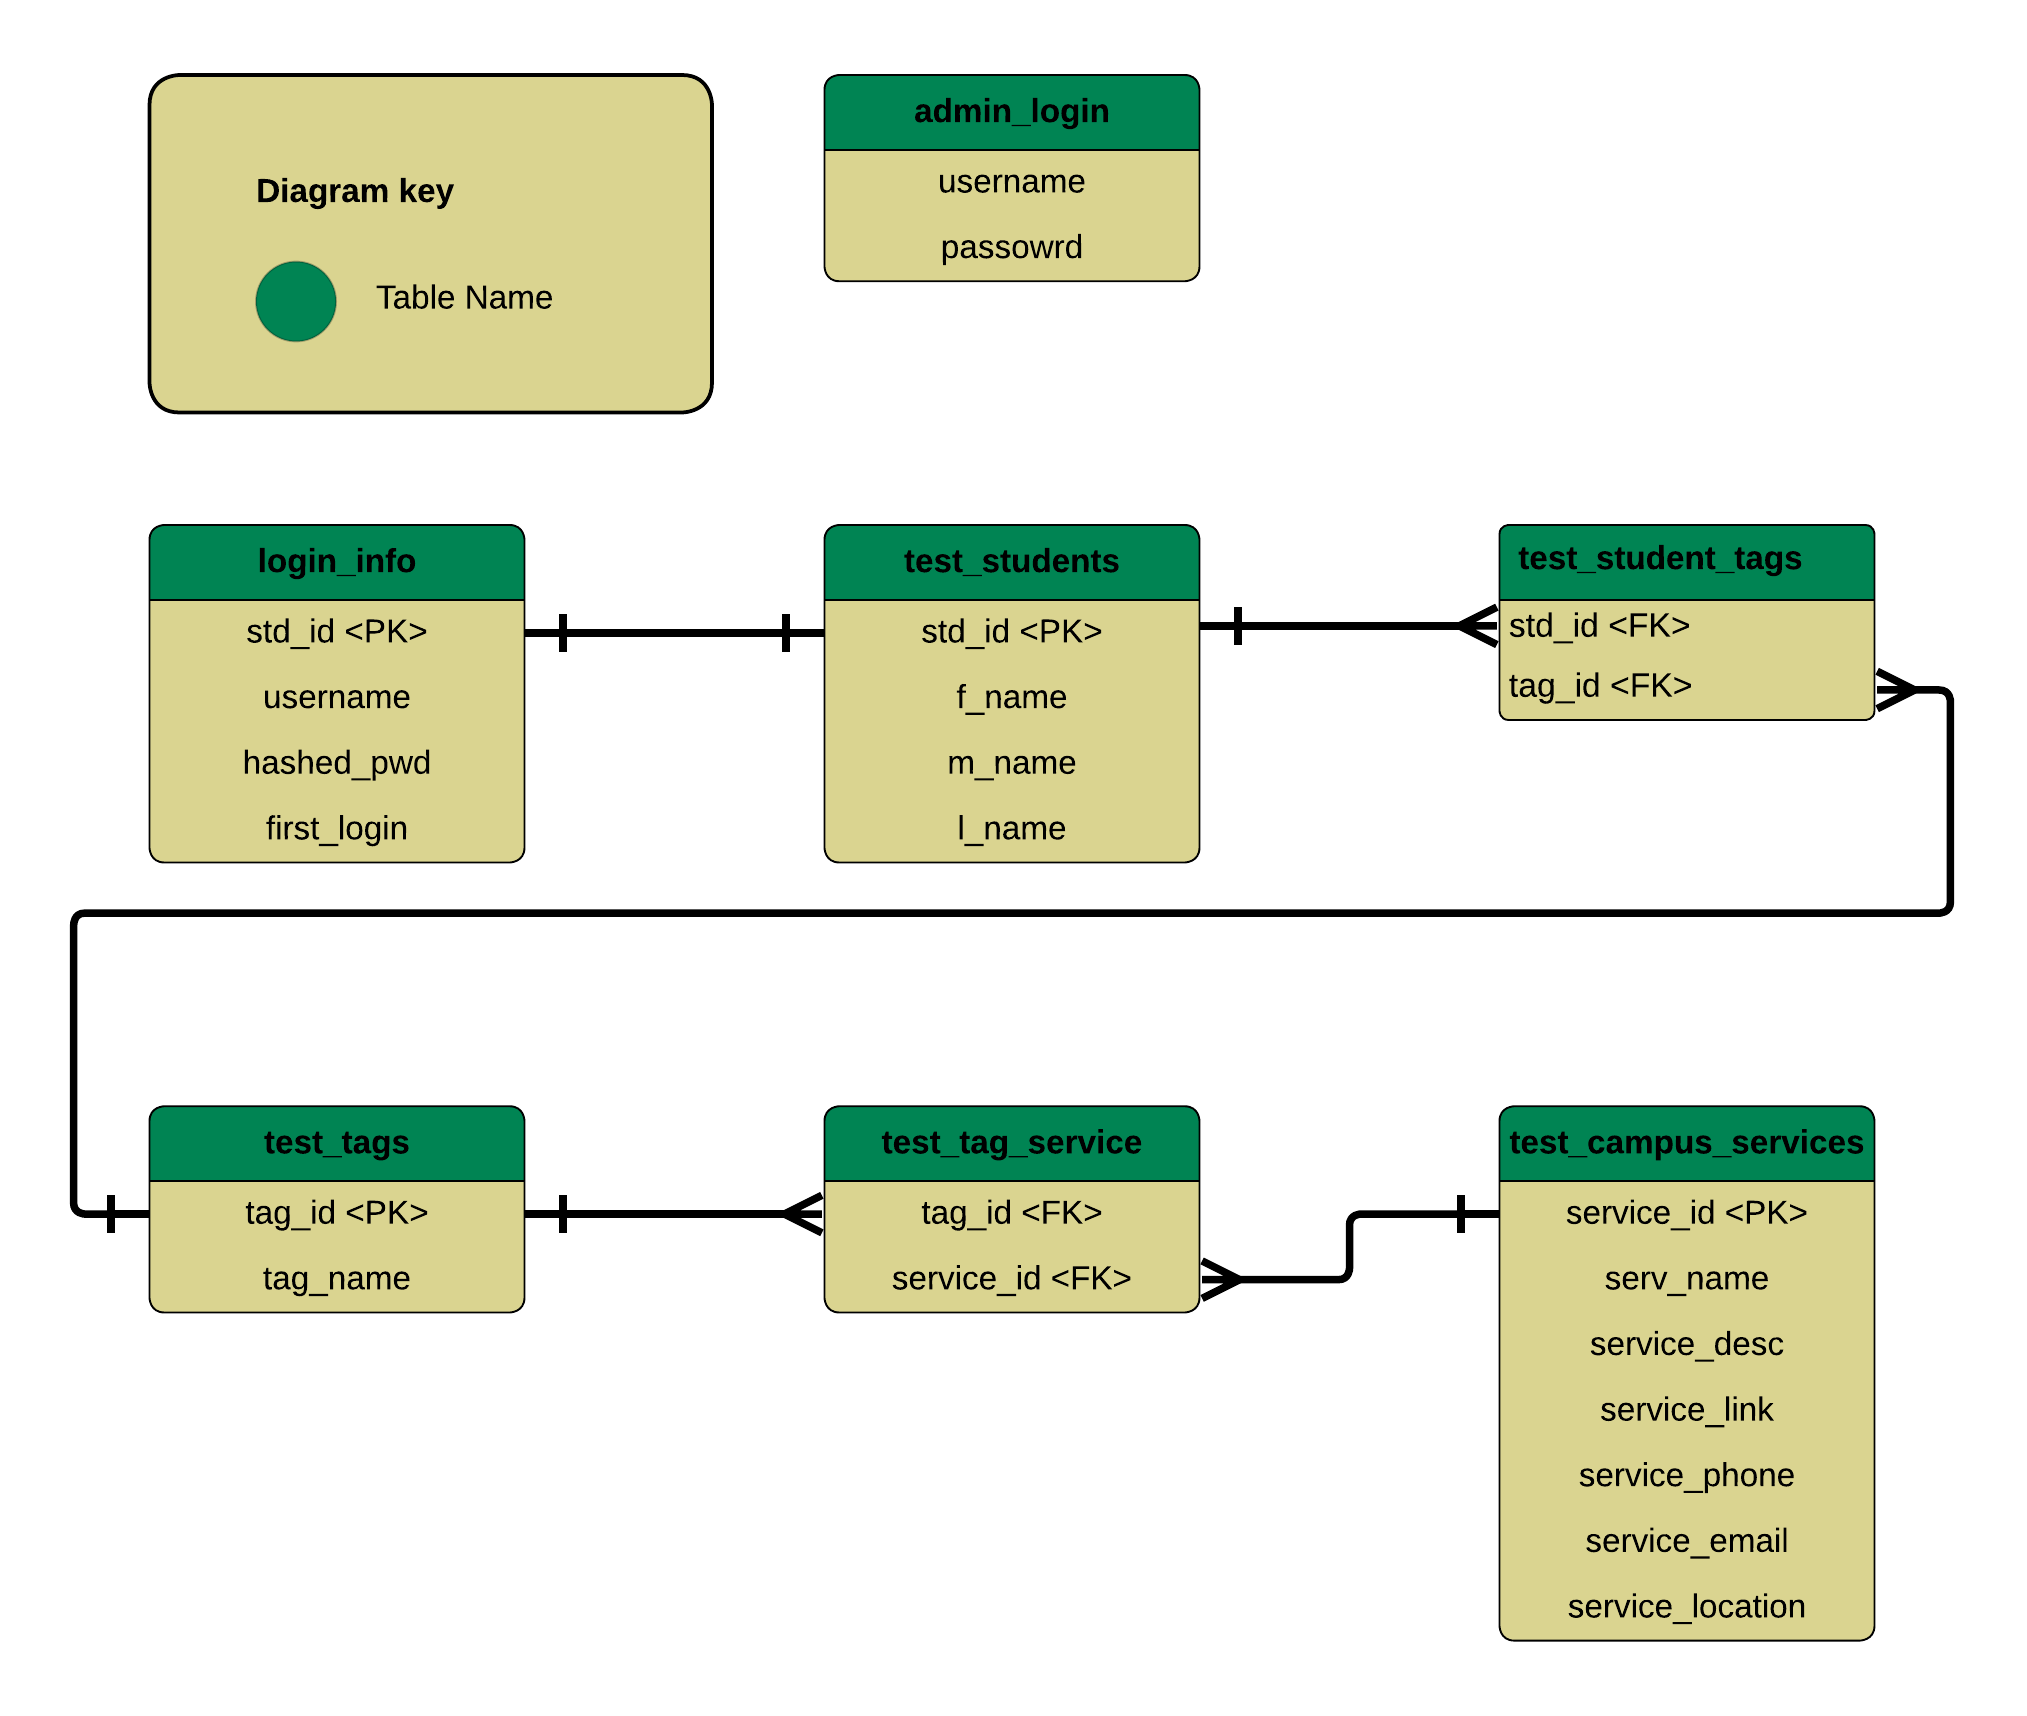 Diagram key
Table Name
admin_login
username
passowrd
login_info
std_id <PK>
username
hashed_pwd
first_login
test_students
std_id <PK>
f_name
m_name
l_name
test_student_tags
std_id <FK>
tag_id <FK>
test_tags
tag_id <PK>
tag_name
test_tag_service
tag_id <FK>
service_id <FK>
test_campus_services
service_id <PK>
serv_name
service_desc
service_link
service_phone
service_email
service_location